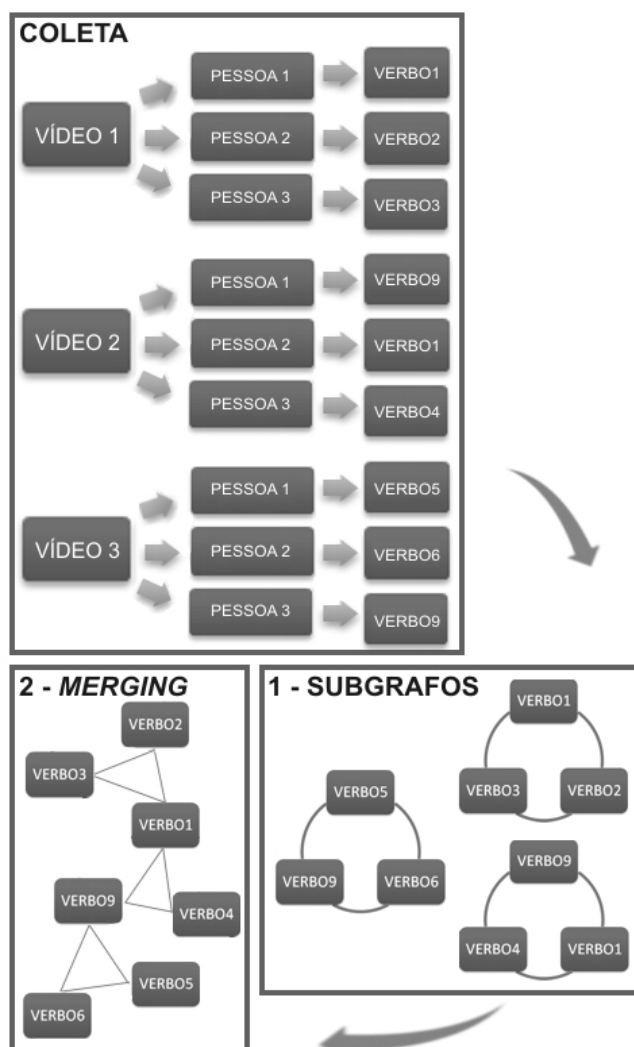 COLETA
VÍDEO 1
PESSOA 1
VERBO1
PESSOA 2
VERBO2
PESSOA 3
VERBO3
VÍDEO 2
PESSOA 1
VERBO9
PESSOA 2
VERBO1
PESSOA 3
VERBO4
VÍDEO 3
PESSOA 1
VERBO5
PESSOA 2
VERBO6
PESSOA 3
VERBO9
2 - MERGING
VERBO2
VERBO3
VERBO1
VERBO9
VERBO4
VERBO5
VERBO6
1 - SUBGRAFOS
VERBO1
VERBO3
VERBO2
VERBO5
VERBO9
VERBO6
VERBO9
VERBO4
VERBO1